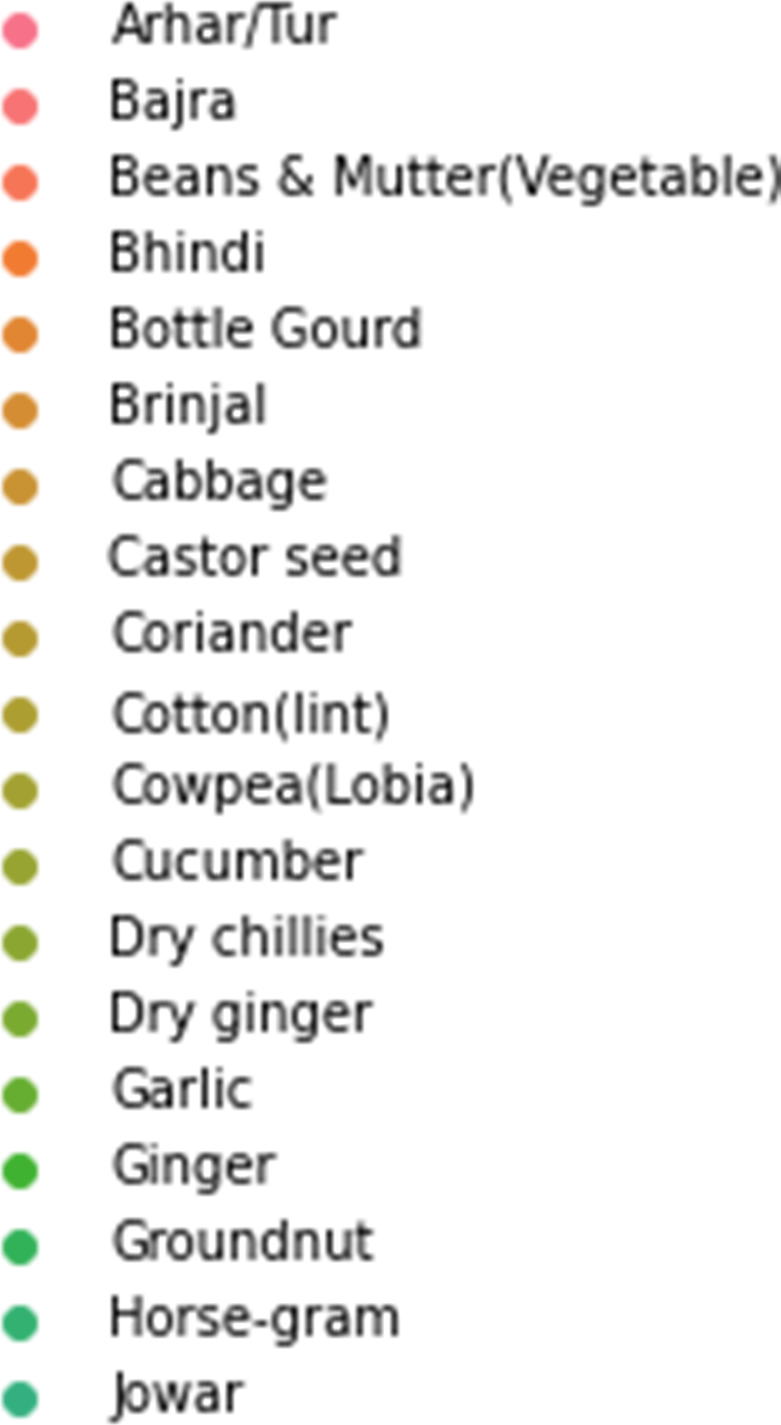 Arhar/Tur
Bajra
Beans & Mutter(Vegetable)
Bhindi
Bottle Gourd
Brinjal
Cabbage
Castor seed
Coriander
Cotton(lint)
Cowpea(Lobia)
Cucumber
Dry chillies
Dry ginger
Garlic
Ginger
Groundnut
Horse-gram
Jowar